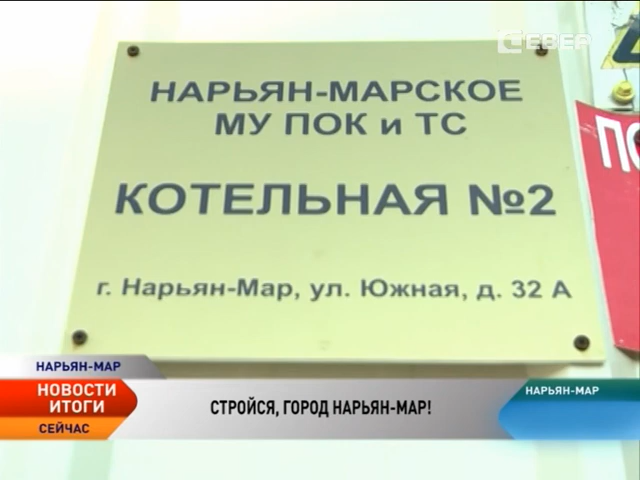 СЕВЕР
НАРЬЯН-МАРСКОЕ
МУ ПОК и ТС
КОТЕЛЬНАЯ №2
г. Нарьян-Мар, ул. Южная, д. 32 А
НАРЬЯН-МАР
НОВОСТИ
ИТОГИ
СЕЙЧАС
СТРОЙСЯ, ГОРОД НАРЬЯН-МАР!
НАРЬЯН-МАР